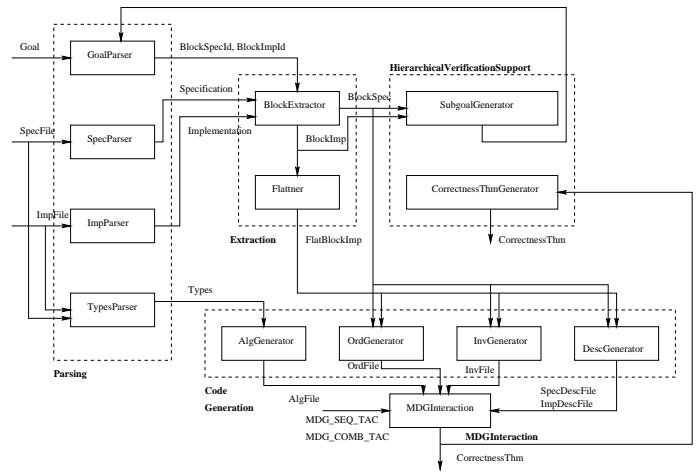 Goal
GoalParser
BlockSpecId, BlockImpId
HierarchicalVerificationSupport
Specification
BlockExtractor
BlockSpec
SubgoalGenerator
SpecFile
SpecParser
Implementation
BlockImp
Flattner
CorrectnessThmGenerator
ImpFile
ImpParser
Extraction
FlatBlockImp
CorrectnessThm
TypesParser
Types
AlgGenerator
OrdGenerator
InvGenerator
DescGenerator
Parsing
OrdFile
InvFile
Code
Generation
AlgFile
MDGInteraction
SpecDescFile
ImpDescFile
MDG_SEQ_TAC
MDG_COMB_TAC
MDGInteraction
CorrectnessThm